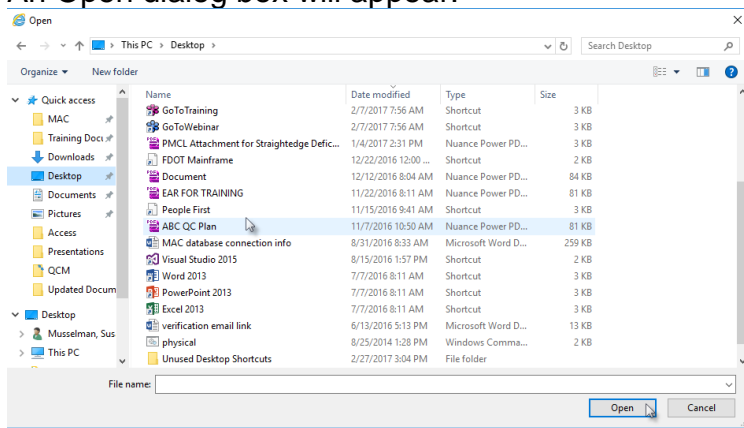 An Open dialog box will appear.
Open
This PC > Desktop >
Search Desktop
Organize
New folder
Name Date modified Type Size
Quick access
MAC
Training Docu
Downloads
Desktop
Documents
Pictures
Access
Presentations
QCM
Updated Docum
Desktop
Musselman, Sus
This PC
GoToTraining 2/7/2017 7:56 AM Shortcut 3 KB
GoToWebinar 2/7/2017 7:56 AM Shortcut 3 KB
PMCL Attachment for Straightedge Defic... 1/4/2017 2:31 PM Nuance Power PD... 3 KB
FDOT Mainframe 12/22/2016 12:00 ... Shortcut 2 KB
Document 12/12/2016 8:04 AM Nuance Power PD... 84 KB
EAR FOR TRAINING 11/22/2016 8:11 AM Nuance Power PD... 81 KB
People First 11/15/2016 9:41 AM Shortcut 3 KB
ABC QC Plan 11/7/2016 10:50 AM Nuance Power PD... 81 KB
MAC database connection info 8/31/2016 8:33 AM Microsoft Word D... 259 KB
Visual Studio 2015 8/15/2016 1:57 PM Shortcut 2 KB
Word 2013 7/7/2016 8:11 AM Shortcut 3 KB
PowerPoint 2013 7/7/2016 8:11 AM Shortcut 3 KB
Excel 2013 7/7/2016 8:11 AM Shortcut 3 KB
verification email link 6/13/2016 5:13 PM Microsoft Word D... 13 KB
physical 8/25/2014 1:28 PM Windows Comma... 2 KB
Unused Desktop Shortcuts 2/27/2017 3:04 PM File folder
File name:
Open Cancel